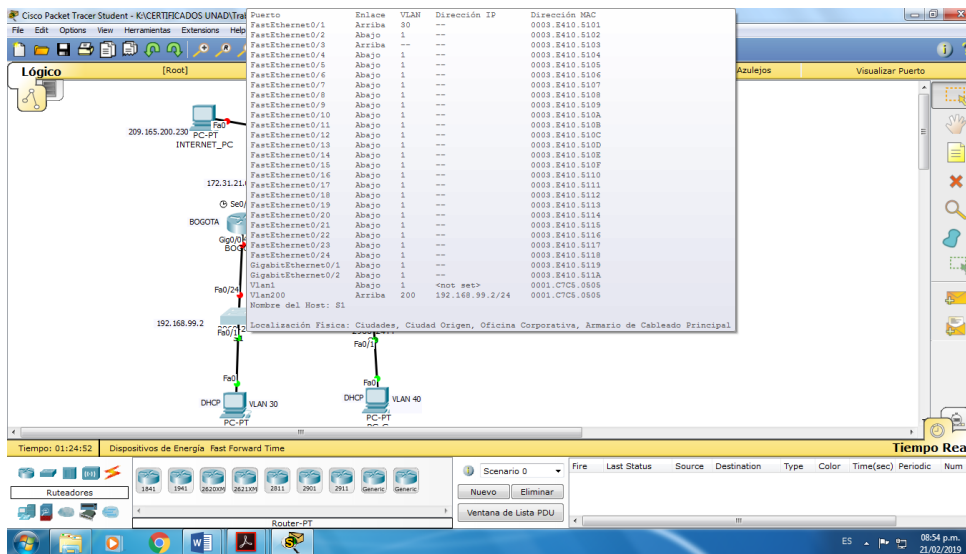 Cisco Packet Tracer Student - K:\CERTIFICADOS UNAD\Tra
File Edit Options View Herramientas Extensions Help
Lógico [Root] Azulejos Visualizar Puerto
Puerto Enlace VLAN Dirección IP Dirección MAC
FastEthernet0/1 Arriba 30 -- 0003.E410.5101
FastEthernet0/2 Abajo 1 -- 0003.E410.5102
FastEthernet0/3 Arriba -- -- 0003.E410.5103
FastEthernet0/4 Abajo 1 -- 0003.E410.5104
FastEthernet0/5 Abajo 1 -- 0003.E410.5105
FastEthernet0/6 Abajo 1 -- 0003.E410.5106
FastEthernet0/7 Abajo 1 -- 0003.E410.5107
FastEthernet0/8 Abajo 1 -- 0003.E410.5108
FastEthernet0/9 Abajo 1 -- 0003.E410.5109
FastEthernet0/10 Abajo 1 -- 0003.E410.510A
FastEthernet0/11 Abajo 1 -- 0003.E410.510B
FastEthernet0/12 Abajo 1 -- 0003.E410.510C
FastEthernet0/13 Abajo 1 -- 0003.E410.510D
FastEthernet0/14 Abajo 1 -- 0003.E410.510E
FastEthernet0/15 Abajo 1 -- 0003.E410.510F
FastEthernet0/16 Abajo 1 -- 0003.E410.5110
FastEthernet0/17 Abajo 1 -- 0003.E410.5111
FastEthernet0/18 Abajo 1 -- 0003.E410.5112
FastEthernet0/19 Abajo 1 -- 0003.E410.5113
FastEthernet0/20 Abajo 1 -- 0003.E410.5114
FastEthernet0/21 Abajo 1 -- 0003.E410.5115
FastEthernet0/22 Abajo 1 -- 0003.E410.5116
FastEthernet0/23 Abajo 1 -- 0003.E410.5117
FastEthernet0/24 Abajo 1 -- 0003.E410.5118
GigabitEthernet0/1 Abajo 1 -- 0003.E410.5119
GigabitEthernet0/2 Abajo 1 -- 0003.E410.511A
Vlan1 Abajo 1 <not set> 0001.C7C5.0505
Vlan200 Arriba 200 192.168.99.2/24 0001.C7C5.0505
Nombre del Host: S1
Localización Física: Ciudades, Ciudad Origen, Oficina Corporativa, Armario de Cableado Principal
Fa0
209.165.200.230 PC-PT
INTERNET_PC
172.31.21.
Se0/
BOGOTA
Gig0/0
Fa0/24
192.168.99.2
Fa0/1
Fa0/1
Fa0
Fa0
DHCP VLAN 30
DHCP VLAN 40
PC-PT
PC-PT
Tiempo: 01:24:52 Dispositivos de Energía Fast Forward Time Tiempo Rea
Ruteadores
1841 1941 2620XM 2621XM 2811 2901 2911 Generic Generic
Router-PT
Scenario 0
Nuevo Eliminar
Ventana de Lista PDU
Fire Last Status Source Destination Type Color Time(sec) Periodic Num
ES 08:54 p.m.
21/02/2019